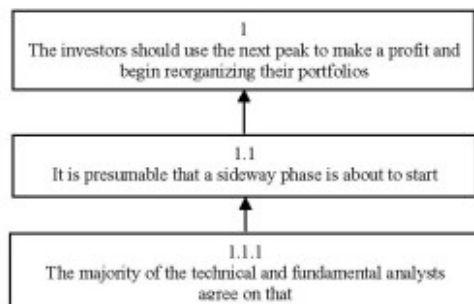 1
The investors should use the next peak to make a profit and
begin reorganizing their portfolios
1.1
It is presumable that a sideway phase is about to start
1.1.1
The majority of the technical and fundamental analysts
agree on that